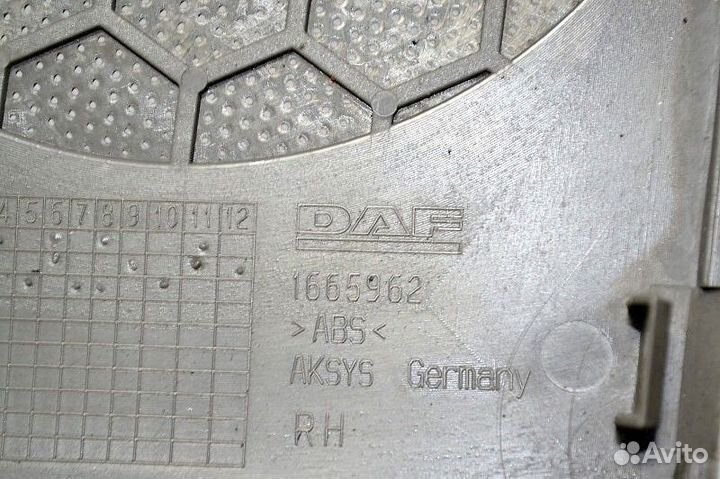 4 5 6 7 8 9 10 11 12
DAF
1665962
>ABS<
AKSYS Germany
RH
Avito